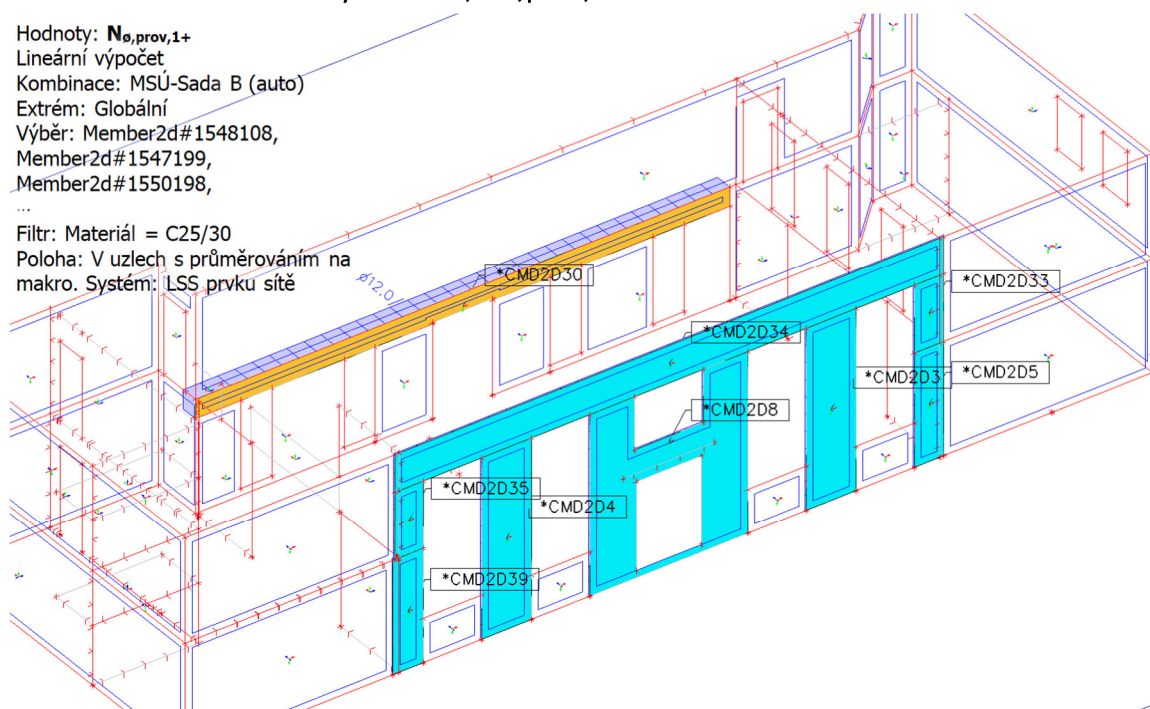 Hodnoty: Nø,prov,1+
Lineární výpočet
Kombinace: MSÚ-Sada B (auto)
Extrém: Globální
Výběr: Member2d#1548108,
Member2d#1547199,
Member2d#1550198,
...
Filtr: Materiál = C25/30
Poloha: V uzlech s průměrováním na
makro. Systém: LSS prvku sítě
ø12.0 /
*CMD2D30
*CMD2D33
*CMD2D34
*CMD2D3
*CMD2D5
*CMD2D8
*CMD2D35
*CMD2D4
*CMD2D39